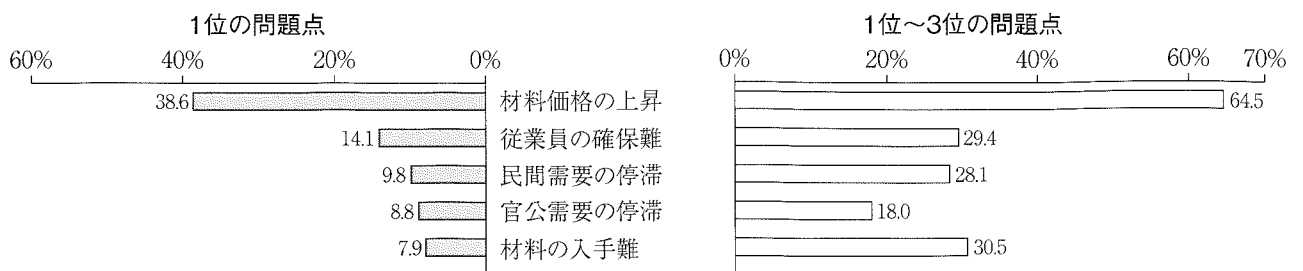 1位の問題点 1位～3位の問題点
60% 40% 20% 0% 0% 20% 40% 60% 70%
38.6 材料価格の上昇 64.5
14.1 従業員の確保難 29.4
9.8 民間需要の停滞 28.1
8.8 官公需要の停滞 18.0
7.9 材料の入手難 30.5